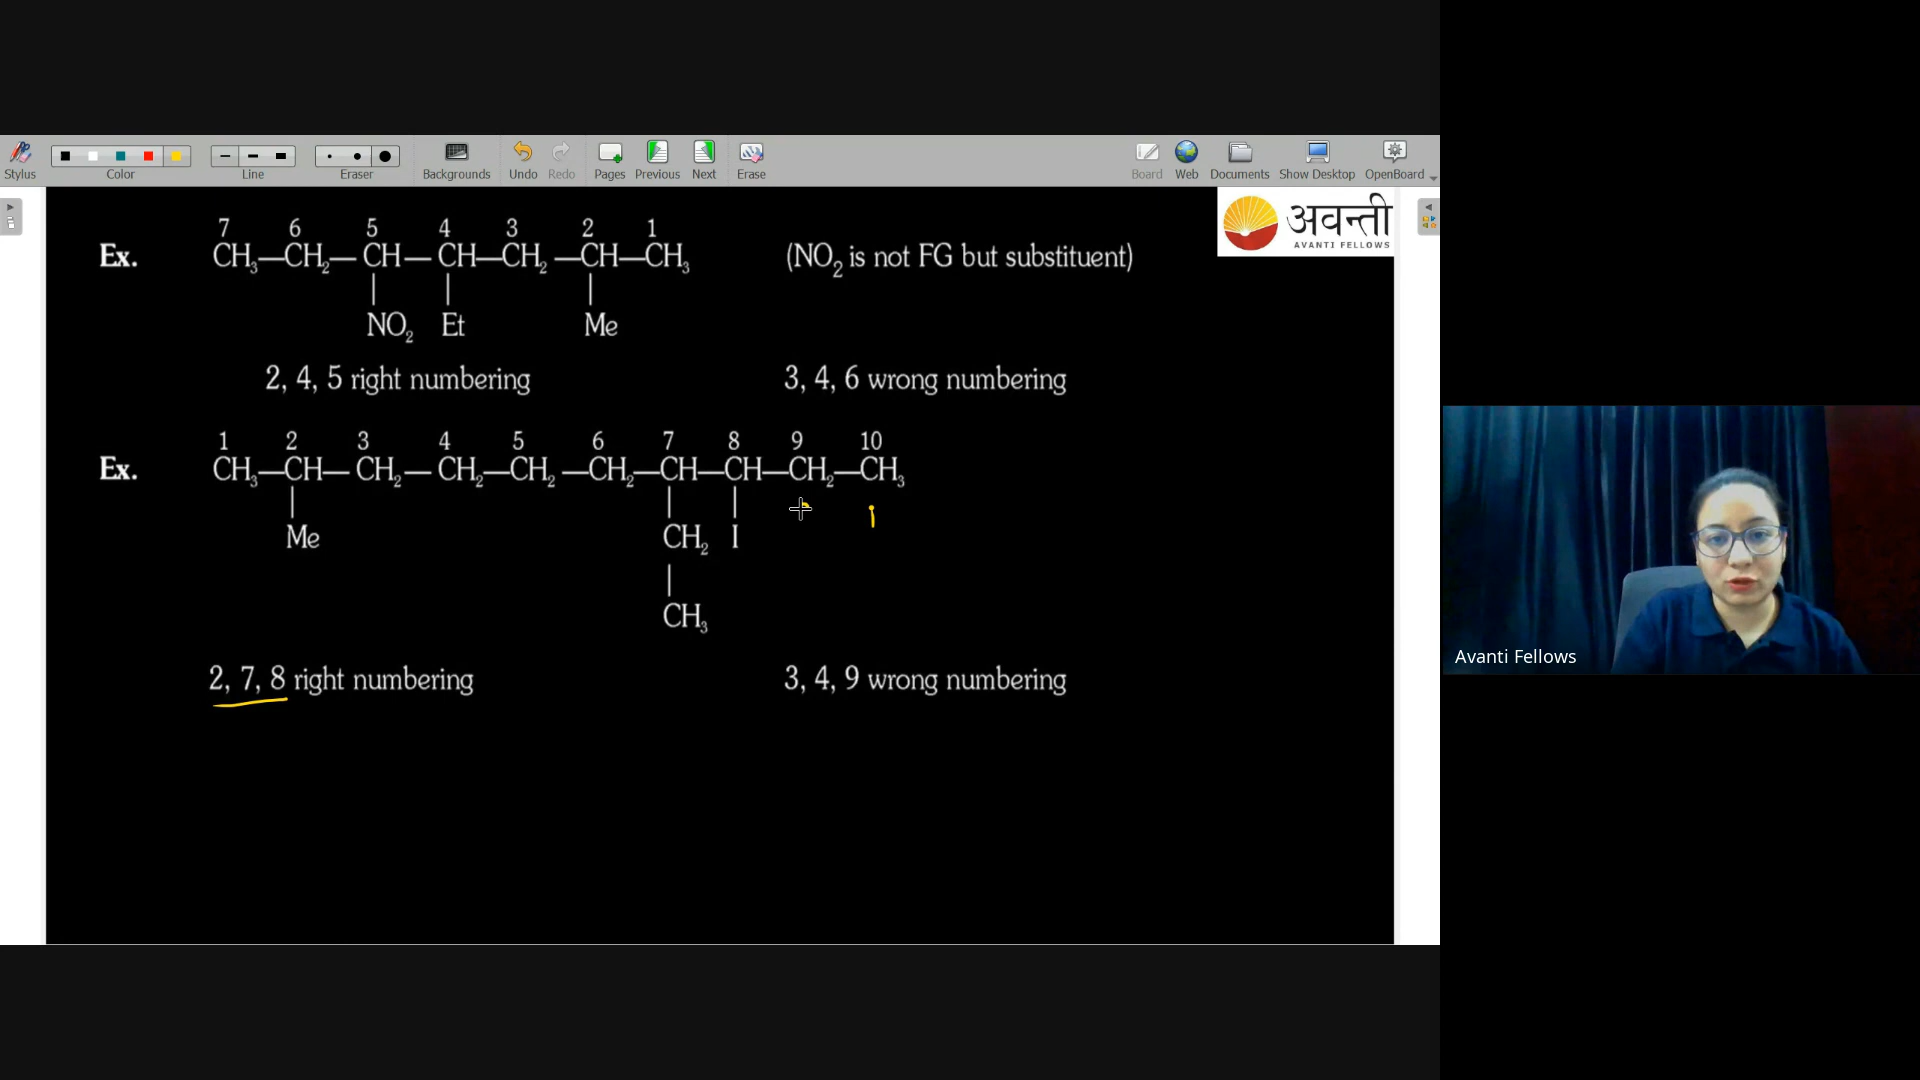 Stylus Color Line Eraser Backgrounds Undo Redo Pages Previous Next Erase Board Web Documents Show Desktop OpenBoard
अवन्ती
AVANTI FELLOWS
7 6 5 4 3 2 1
Ex. CH₃—CH₂—CH—CH—CH₂—CH—CH₃ (NO₂ is not FG but substituent)
NO₂ Et Me
2, 4, 5 right numbering 3, 4, 6 wrong numbering
1 2 3 4 5 6 7 8 9 10
Ex. CH₃—CH—CH₂—CH₂—CH₂—CH₂—CH—CH—CH₂—CH₃
Me CH₂ I
CH₃
2, 7, 8 right numbering 3, 4, 9 wrong numbering
Avanti Fellows